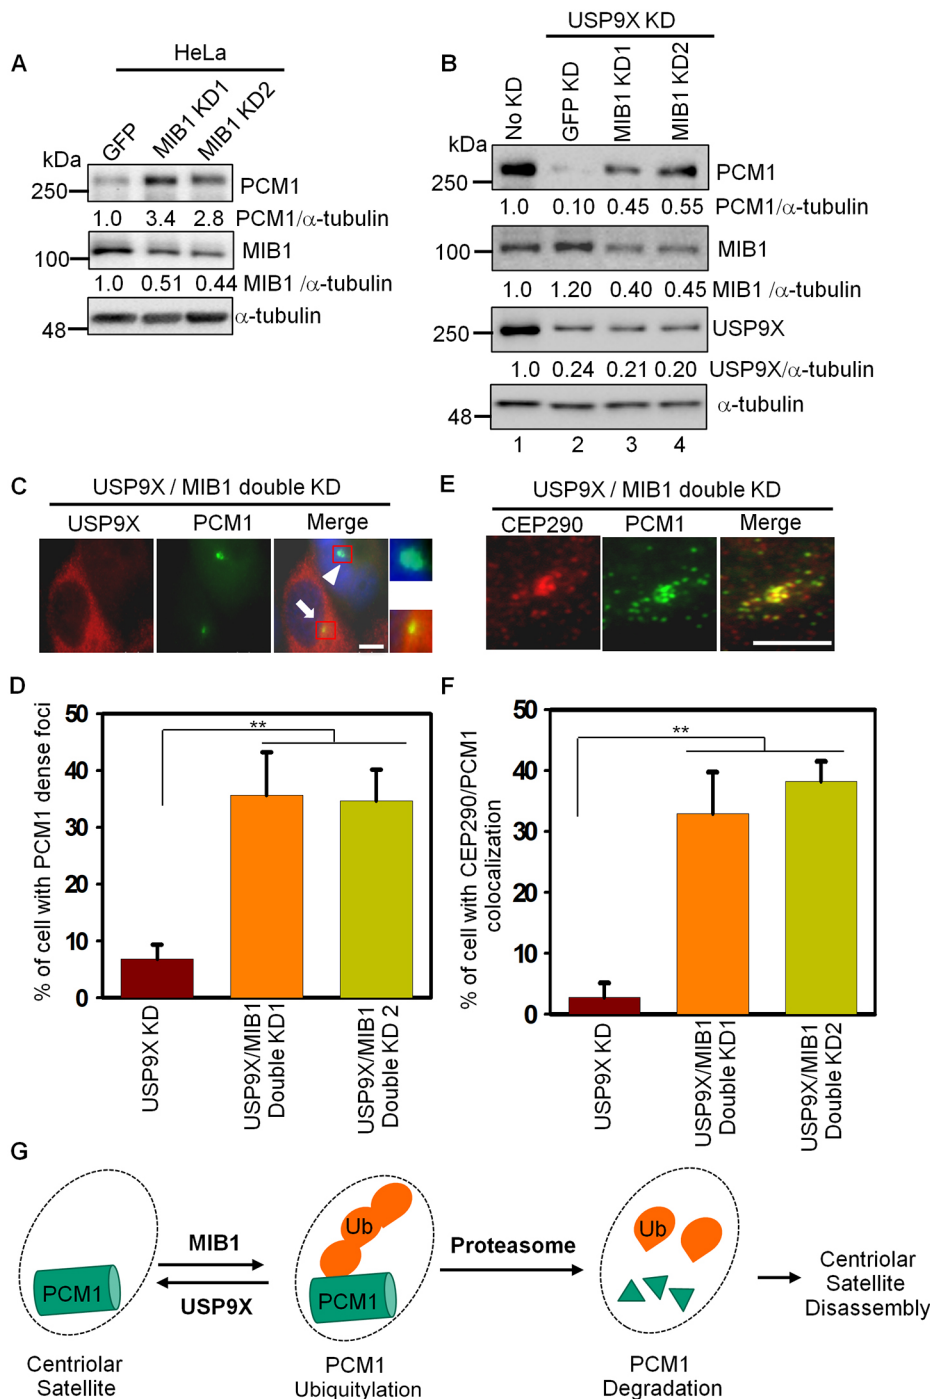 A
HeLa
GFP
MIB1 KD1
MIB1 KD2
kDa
250
PCM1
1.0 3.4 2.8 PCM1/α-tubulin
100
MIB1
1.0 0.51 0.44 MIB1 /α-tubulin
48
α-tubulin
B
USP9X KD
No KD
GFP KD
MIB1 KD1
MIB1 KD2
kDa
250
PCM1
1.0 0.10 0.45 0.55 PCM1/α-tubulin
100
MIB1
1.0 1.20 0.40 0.45 MIB1 /α-tubulin
250
USP9X
1.0 0.24 0.21 0.20 USP9X/α-tubulin
48
α-tubulin
1 2 3 4
C
USP9X / MIB1 double KD
USP9X PCM1 Merge
E
USP9X / MIB1 double KD
CEP290 PCM1 Merge
D
% of cell with PCM1 dense foci
50
40
30
20
10
0
**
USP9X KD
USP9X/MIB1
Double KD1
USP9X/MIB1
Double KD 2
F
% of cell with CEP290/PCM1
colocalization
50
40
30
20
10
0
**
USP9X KD
USP9X/MIB1
Double KD1
USP9X/MIB1
Double KD2
G
PCM1
Centriolar
Satellite
MIB1
USP9X
Ub
PCM1
PCM1
Ubiquitylation
Proteasome
Ub
PCM1
Degradation
Centriolar
Satellite
Disassembly